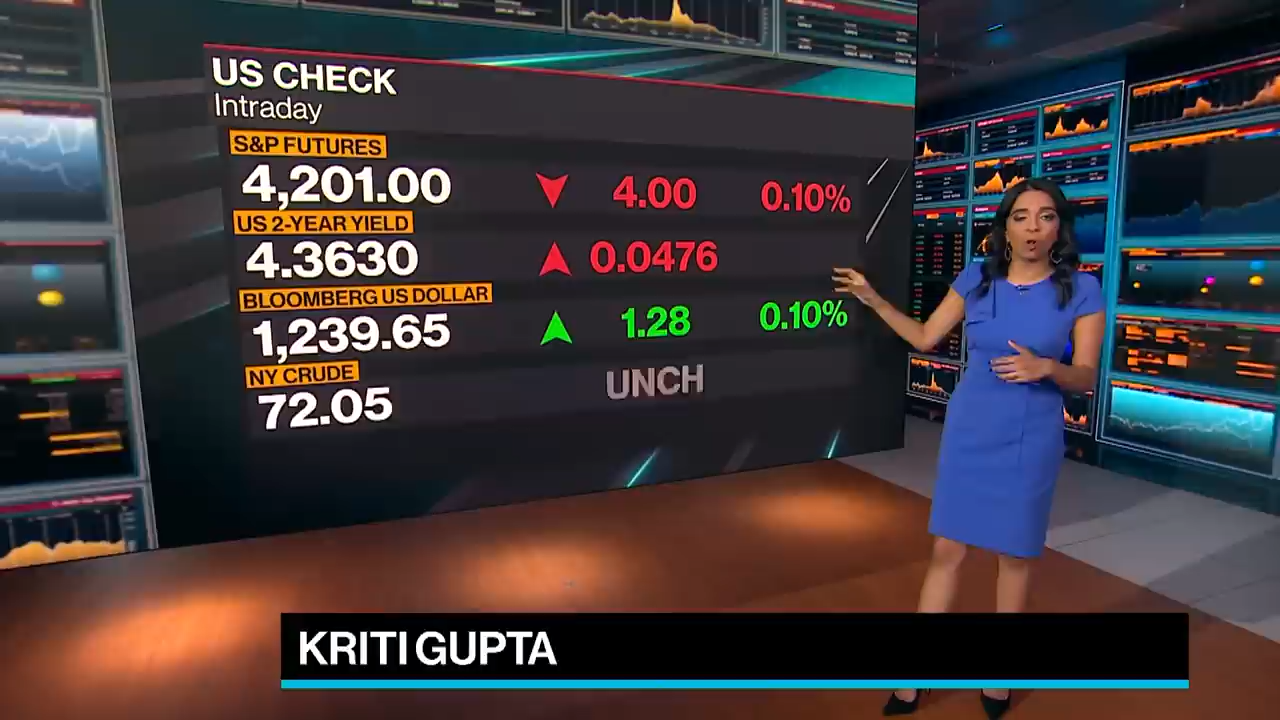 US CHECK
Intraday
S&P FUTURES
4,201.00 4.00 0.10%
US 2-YEAR YIELD
4.3630 0.0476
BLOOMBERG US DOLLAR
1,239.65 1.28 0.10%
NY CRUDE
72.05 UNCH
KRITI GUPTA